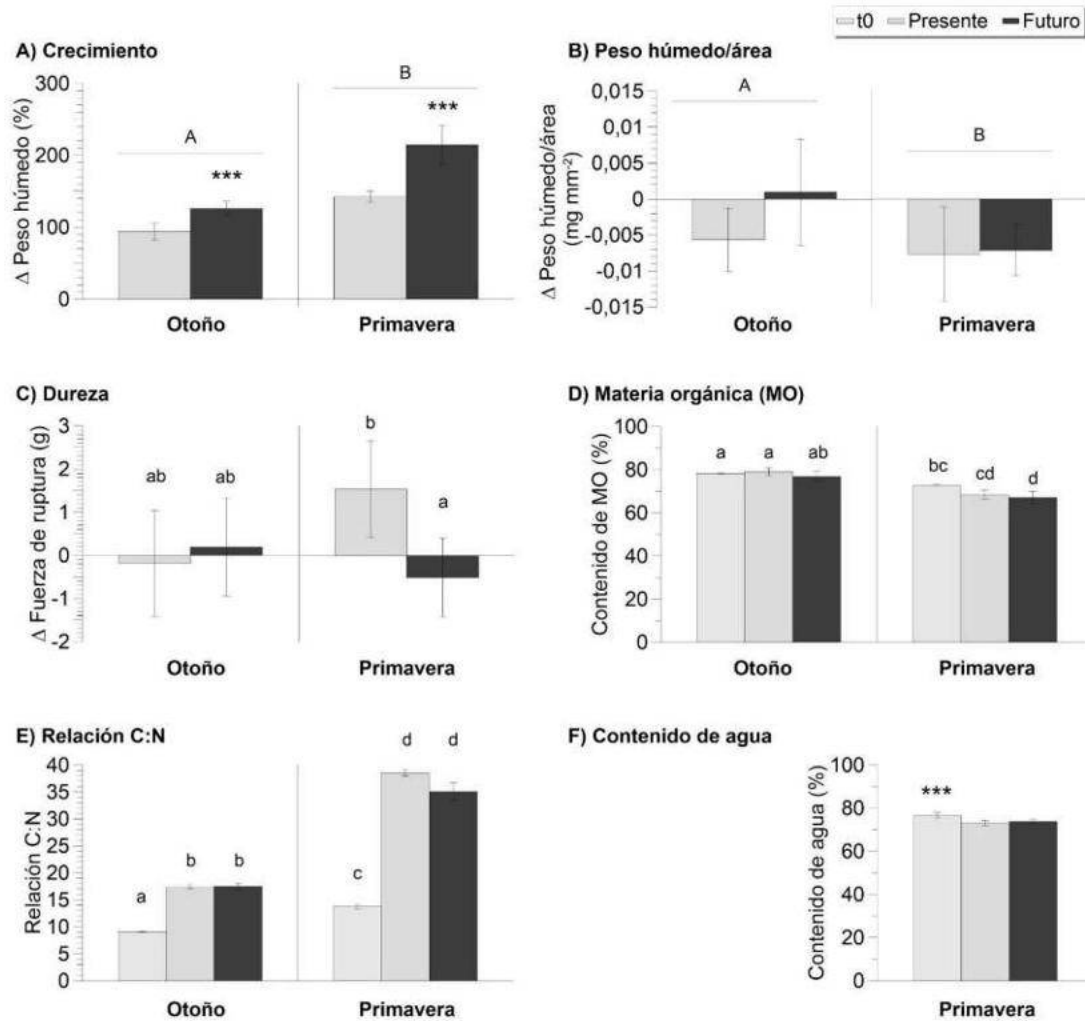 t0 Presente Futuro
A) Crecimiento
Δ Peso húmedo (%)
300
200
100
0
A
***
B
***
Otoño Primavera
B) Peso húmedo/área
Δ Peso húmedo/área
(mg mm⁻²)
0,015
0,01
0,005
0
-0,005
-0,01
-0,015
A
B
Otoño Primavera
C) Dureza
Δ Fuerza de ruptura (g)
3
2
1
0
-1
-2
ab ab b a
Otoño Primavera
D) Materia orgánica (MO)
Contenido de MO (%)
100
80
60
40
20
0
a a ab bc cd d
Otoño Primavera
E) Relación C:N
Relación C:N
40
35
30
25
20
15
10
5
0
a b b c d d
Otoño Primavera
F) Contenido de agua
Contenido de agua (%)
100
80
60
40
20
0
***
Primavera